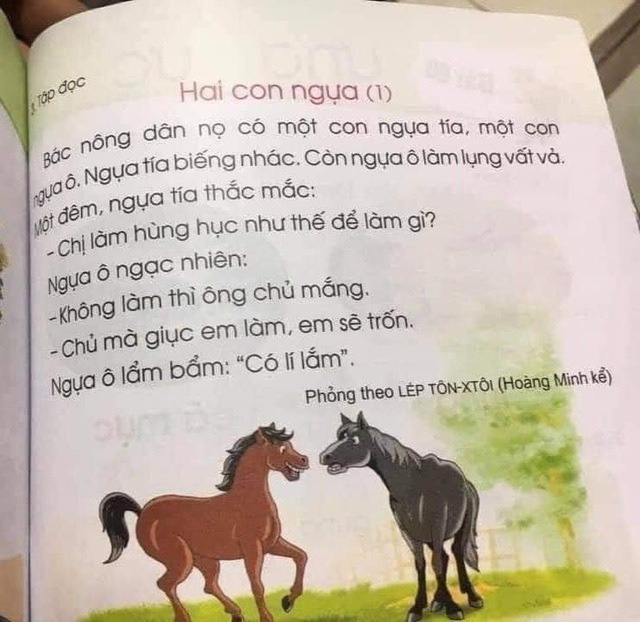 3. Tập đọc
Hai con ngựa (1)
Bác nông dân nọ có một con ngựa tía, một con
ngựa ô. Ngựa tía biếng nhác. Còn ngựa ô làm lụng vất vả.
Một đêm, ngựa tía thắc mắc:
- Chị làm hùng hục như thế để làm gì?
Ngựa ô ngạc nhiên:
- Không làm thì ông chủ mắng.
- Chủ mà giục em làm, em sẽ trốn.
Ngựa ô lẩm bẩm: “Có lí lắm”.
Phỏng theo LÉP TÔN-XTÔI (Hoàng Minh kể)